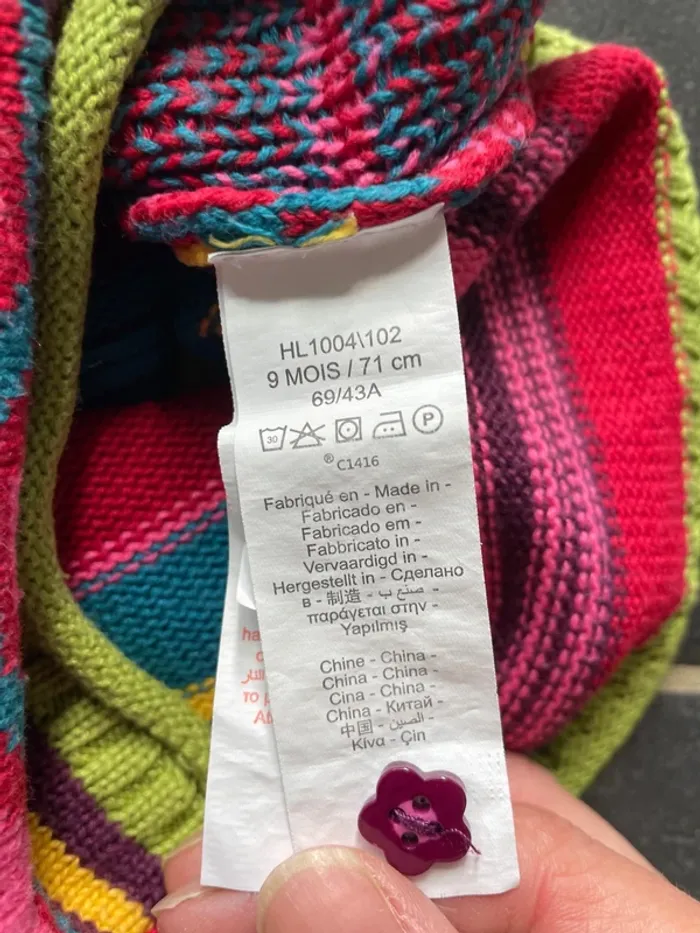 HL1004\102
9 MOIS / 71 cm
69/43A
30 P
® C1416
Fabriqué en - Made in -
Fabricado en -
Fabricado em -
Fabbricato in -
Vervaardigd in -
Hergestellt in - Сделано
в - 制造 - صنع ب -
παράγεται στην -
Yapılmış
Chine - China -
China - China -
Cina - China -
China - Китай -
中国 - الصين -
Κίνα - Çin
ha